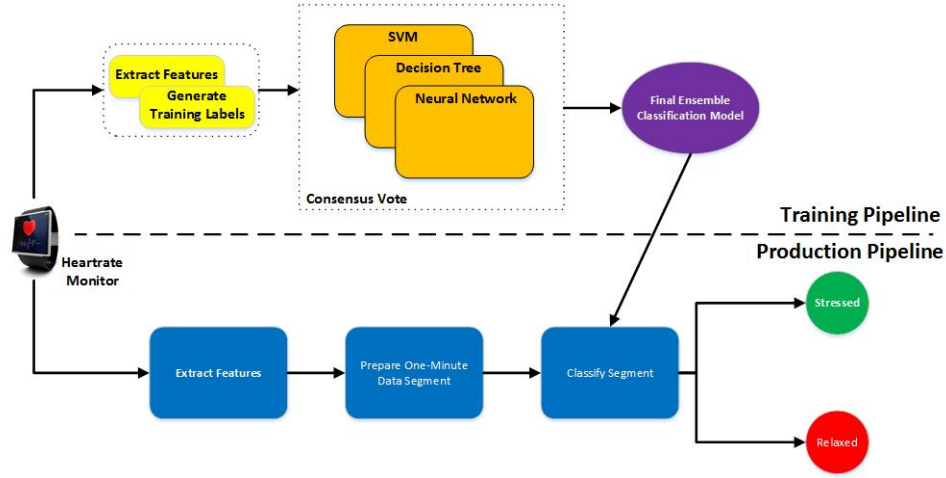 SVM
Decision Tree
Neural Network
Extract Features
Generate
Training Labels
Consensus Vote
Final Ensemble
Classification Model
Training Pipeline
Heartrate
Monitor
Production Pipeline
Extract Features
Prepare One-Minute
Data Segment
Classify Segment
Stressed
Relaxed